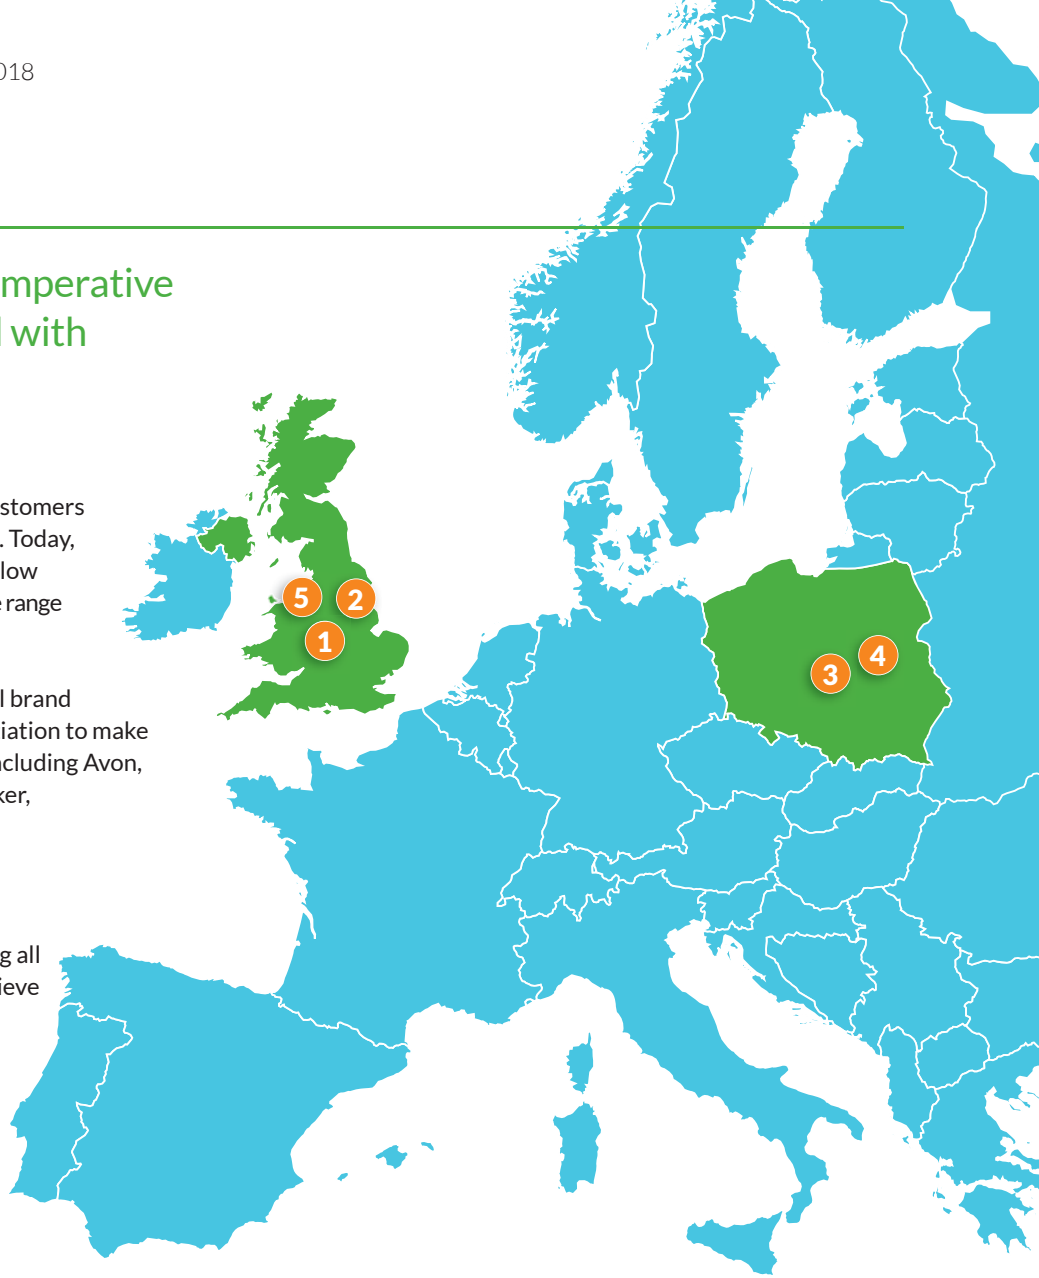 018
mperative
with
stomers
. Today,
low
range
l brand
iation to make
ncluding Avon,
ker,
g all
ieve
5
2
1
4
3